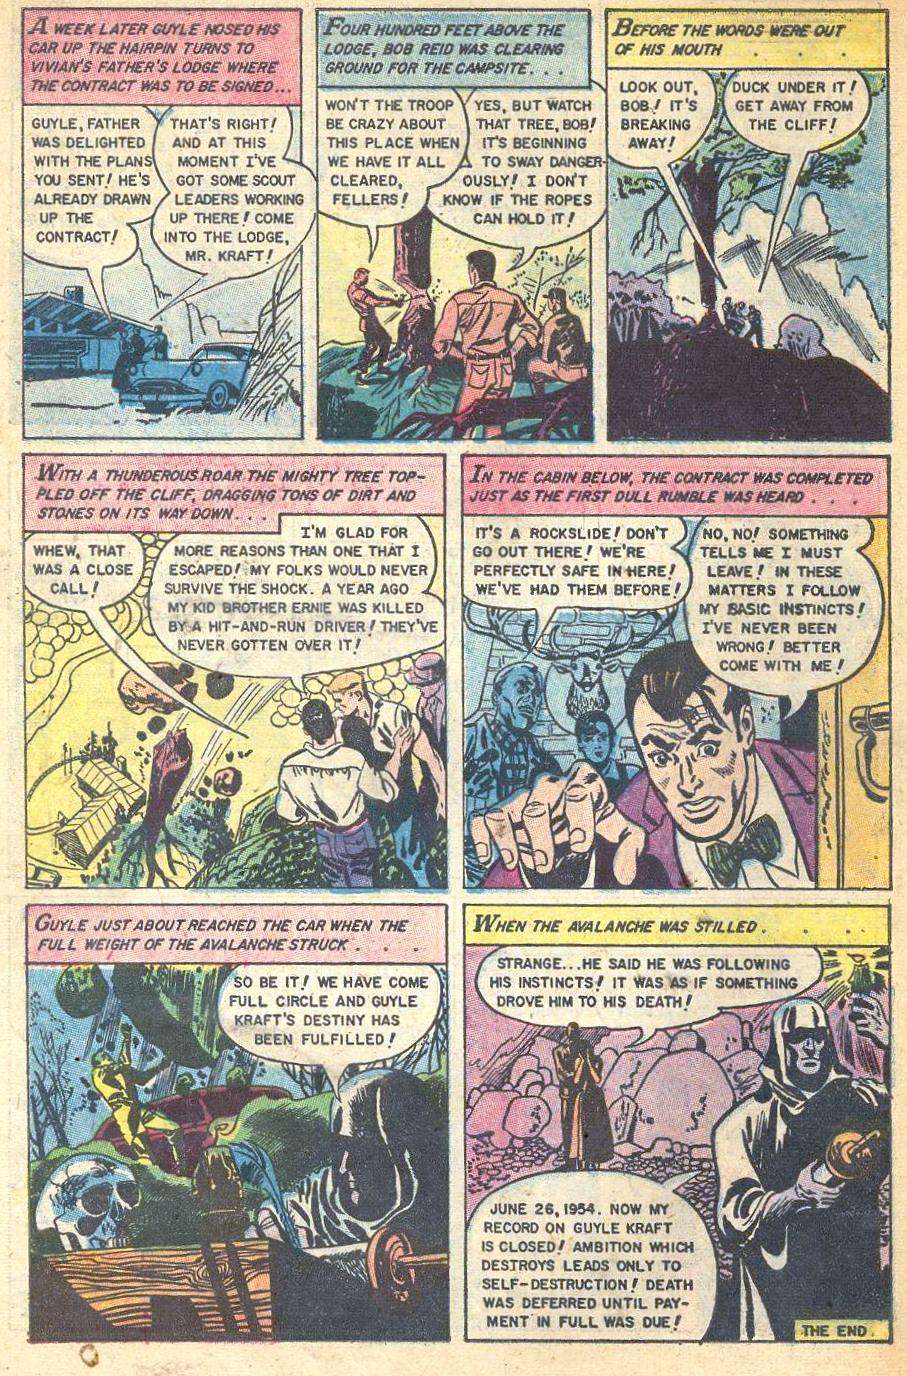 A WEEK LATER GUYLE NOSED HIS
CAR UP THE HAIRPIN TURNS TO
VIVIAN'S FATHER'S LODGE WHERE
THE CONTRACT WAS TO BE SIGNED...
GUYLE, FATHER
WAS DELIGHTED
WITH THE PLANS
YOU SENT! HE'S
ALREADY DRAWN
UP THE
CONTRACT!
THAT'S RIGHT!
AND AT THIS
MOMENT I'VE
GOT SOME SCOUT
LEADERS WORKING
UP THERE! COME
INTO THE LODGE,
MR. KRAFT!
FOUR HUNDRED FEET ABOVE THE
LODGE, BOB REID WAS CLEARING
GROUND FOR THE CAMPSITE. . .
WON'T THE TROOP
BE CRAZY ABOUT
THIS PLACE WHEN
WE HAVE IT ALL
CLEARED,
FELLERS!
YES, BUT WATCH
THAT TREE, BOB!
IT'S BEGINNING
TO SWAY DANGER-
OUSLY! I DON'T
KNOW IF THE ROPES
CAN HOLD IT!
BEFORE THE WORDS WERE OUT
OF HIS MOUTH . . . .
LOOK OUT,
BOB! IT'S
BREAKING
AWAY!
DUCK UNDER IT!
GET AWAY FROM
THE CLIFF!
WITH A THUNDEROUS ROAR THE MIGHTY TREE TOP-
PLED OFF THE CLIFF, DRAGGING TONS OF DIRT AND
STONES ON ITS WAY DOWN. . .
WHEW, THAT
WAS A CLOSE
CALL!
I'M GLAD FOR
MORE REASONS THAN ONE THAT I
ESCAPED! MY FOLKS WOULD NEVER
SURVIVE THE SHOCK. A YEAR AGO
MY KID BROTHER ERNIE WAS KILLED
BY A HIT-AND-RUN DRIVER! THEY'VE
NEVER GOTTEN OVER IT!
IN THE CABIN BELOW, THE CONTRACT WAS COMPLETED
JUST AS THE FIRST DULL RUMBLE WAS HEARD . . . .
IT'S A ROCKSLIDE! DON'T
GO OUT THERE! WE'RE
PERFECTLY SAFE IN HERE!
WE'VE HAD THEM BEFORE!
NO, NO! SOMETHING
TELLS ME I MUST
LEAVE! IN THESE
MATTERS I FOLLOW
MY BASIC INSTINCTS!
I'VE NEVER BEEN
WRONG! BETTER
COME WITH ME!
GUYLE JUST ABOUT REACHED THE CAR WHEN THE
FULL WEIGHT OF THE AVALANCHE STRUCK . . . .
SO BE IT! WE HAVE COME
FULL CIRCLE AND GUYLE
KRAFT'S DESTINY HAS
BEEN FULFILLED!
WHEN THE AVALANCHE WAS STILLED. . . . .
STRANGE...HE SAID HE WAS FOLLOWING
HIS INSTINCTS! IT WAS AS IF SOMETHING
DROVE HIM TO HIS DEATH!
JUNE 26, 1954. NOW MY
RECORD ON GUYLE KRAFT
IS CLOSED! AMBITION WHICH
DESTROYS LEADS ONLY TO
SELF-DESTRUCTION! DEATH
WAS DEFERRED UNTIL PAY-
MENT IN FULL WAS DUE!
THE END.